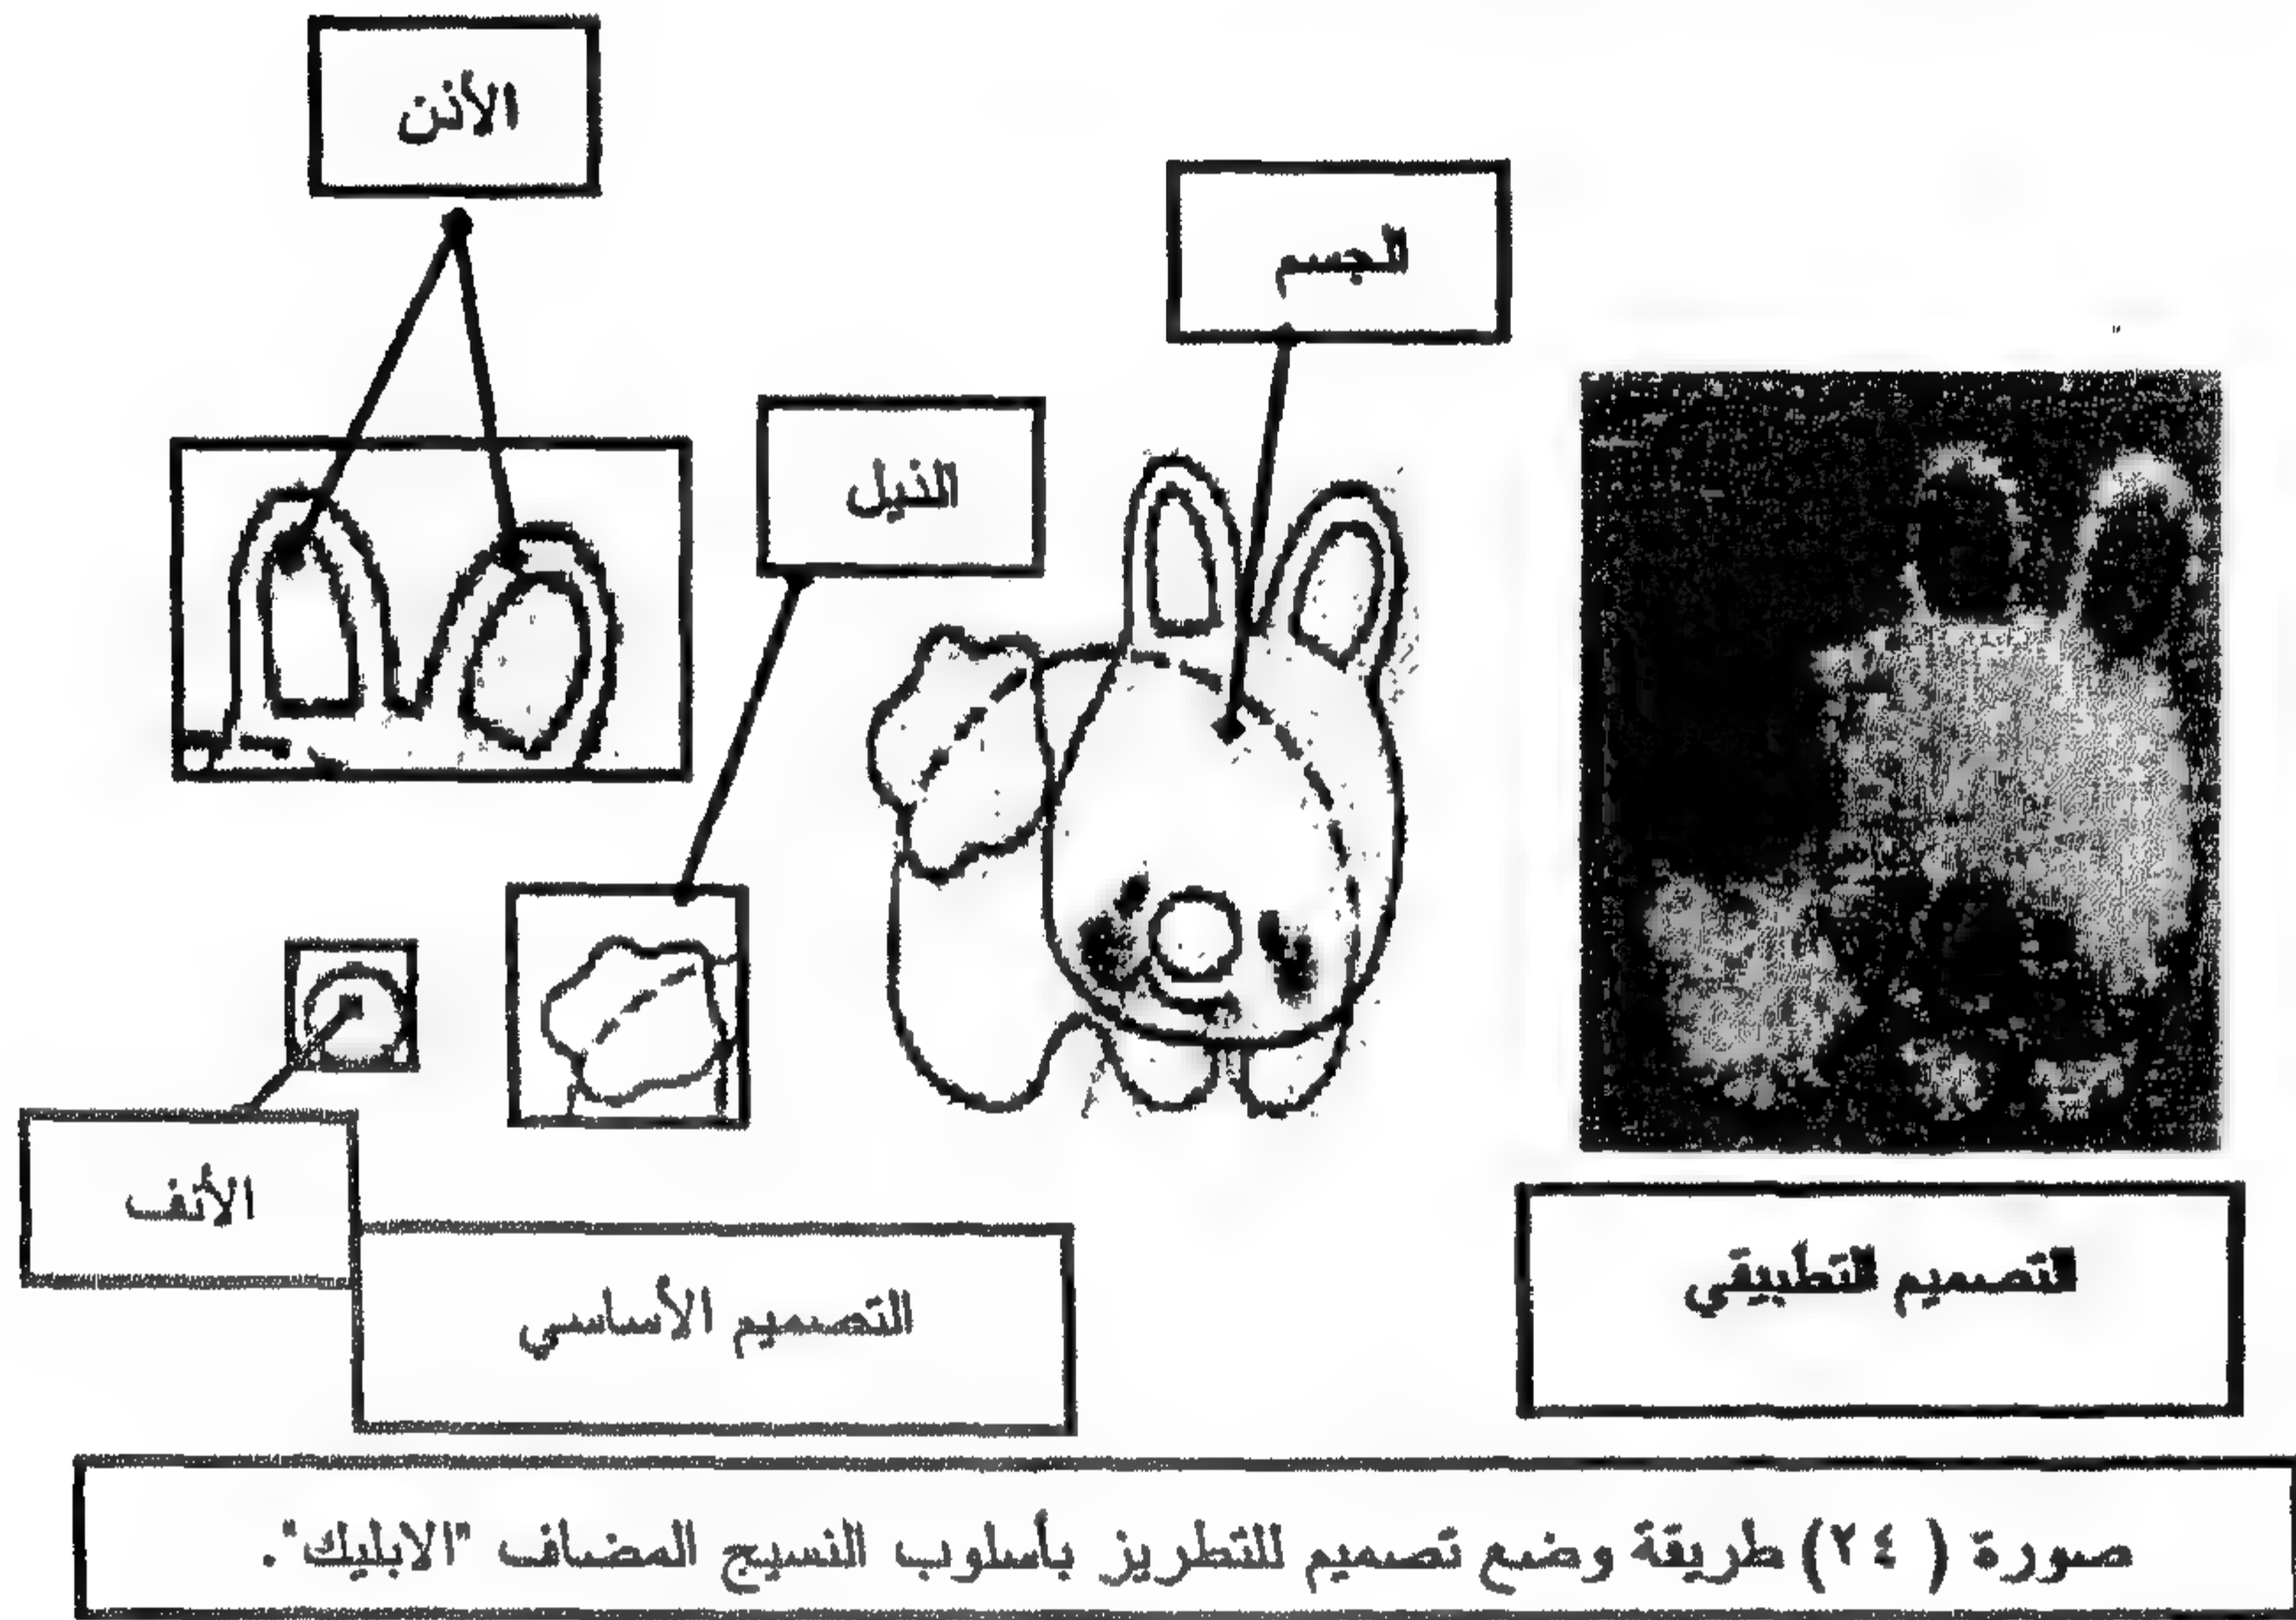 الأذن
الجسم
الذيل
الأنف
التصميم الأساسي
التصميم التطبيقي
صورة ( ٢٤ ) طريقة وضع تصميم للتطريز بأسلوب النسيج المضاف "الابليك".